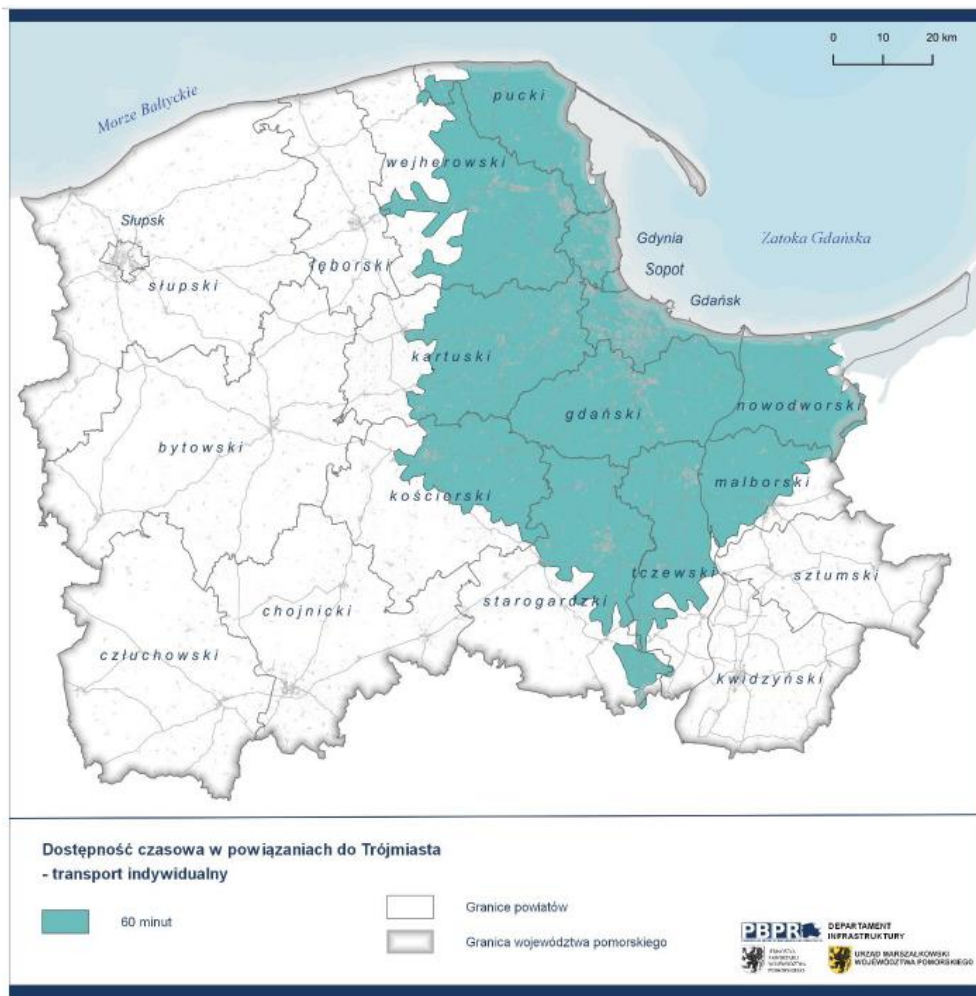 0 10 20 km
Morze Bałtyckie
pucki
wejherowski
Słupsk
Gdynia
Zatoka Gdańska
Sopot
łęborski
słupski
Gdańsk
kartuski
gdański
nowodworski
bytowski
malborski
kościerski
tczewski
sztumski
starogardzki
chojnicki
człuchowski
kwidzyński
Dostępność czasowa w powiązaniach do Trójmiasta
- transport indywidualny
60 minut
Granice powiatów
Granica województwa pomorskiego
PBPR
DEPARTAMENT
INFRASTRUKTURY
URZĄD MARSZAŁKOWSKI
WOJEWÓDZTWA POMORSKIEGO